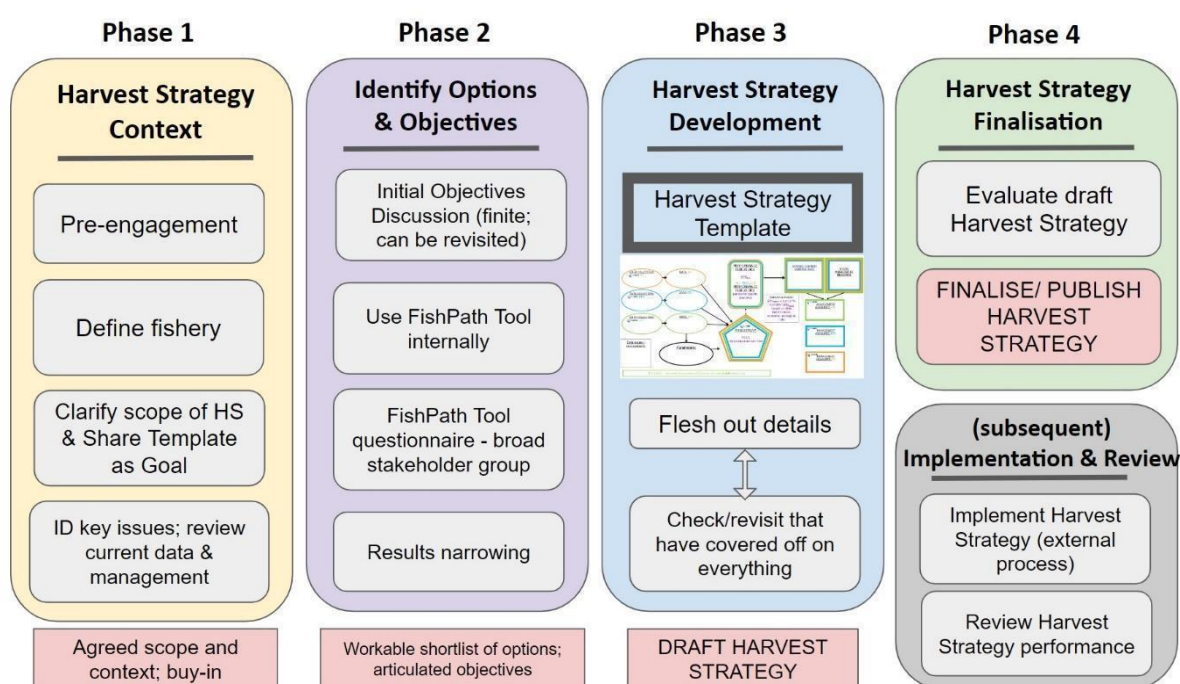 Phase 1
Harvest Strategy
Context
Pre-engagement
Define fishery
Clarify scope of HS
& Share Template
as Goal
ID key issues; review
current data &
management
Agreed scope and
context; buy-in
Phase 2
Identify Options
& Objectives
Initial Objectives
Discussion (finite;
can be revisited)
Use FishPath Tool
internally
FishPath Tool
questionnaire - broad
stakeholder group
Results narrowing
Workable shortlist of options;
articulated objectives
Phase 3
Harvest Strategy
Development
Harvest Strategy
Template
Flesh out details
Check/revisit that
have covered off on
everything
DRAFT HARVEST
STRATEGY
Phase 4
Harvest Strategy
Finalisation
Evaluate draft
Harvest Strategy
FINALISE/ PUBLISH
HARVEST
STRATEGY
(subsequent)
Implementation & Review
Implement Harvest
Strategy (external
process)
Review Harvest
Strategy performance